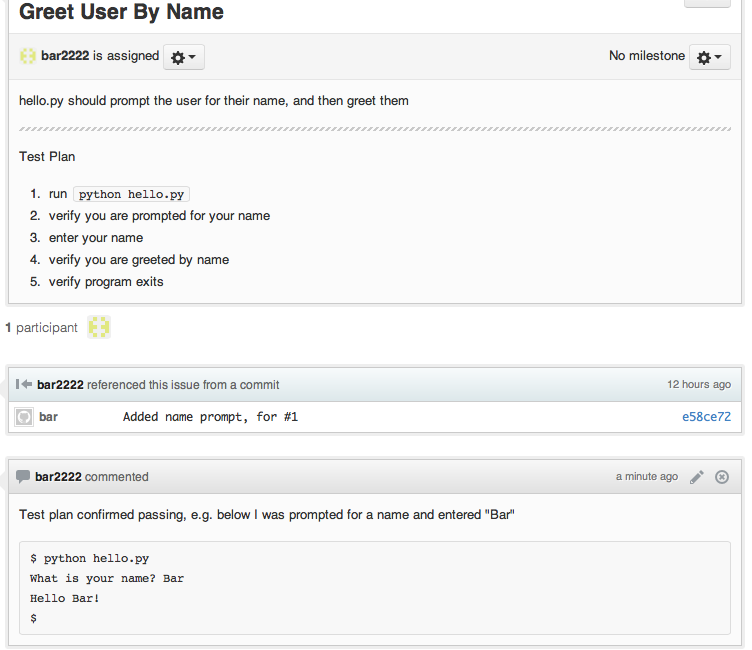 Greet User By Name
bar2222 is assigned
No milestone
hello.py should prompt the user for their name, and then greet them
Test Plan
1. run python hello.py
2. verify you are prompted for your name
3. enter your name
4. verify you are greeted by name
5. verify program exits
1 participant
bar2222 referenced this issue from a commit 12 hours ago
bar Added name prompt, for #1 e58ce72
bar2222 commented a minute ago
Test plan confirmed passing, e.g. below I was prompted for a name and entered "Bar"
$ python hello.py
What is your name? Bar
Hello Bar!
$